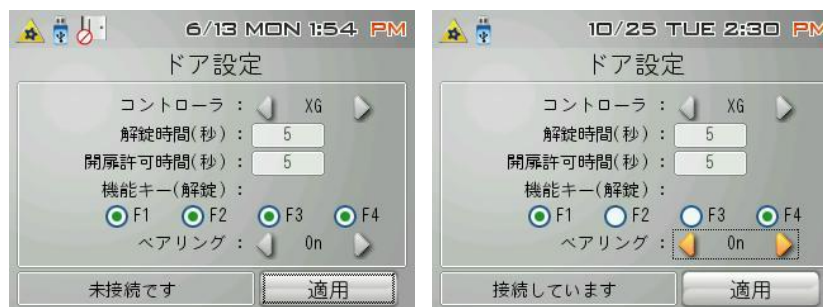 6/13 MON 1:54 PM
ドア設定
コントローラ : XG
解錠時間(秒) : 5
開扉許可時間(秒) : 5
機能キー(解錠) :
F1 F2 F3 F4
ペアリング : On
未接続です 適用
10/25 TUE 2:30 PM
ドア設定
コントローラ : XG
解錠時間(秒) : 5
開扉許可時間(秒) : 5
機能キー(解錠) :
F1 F2 F3 F4
ペアリング : On
接続しています 適用